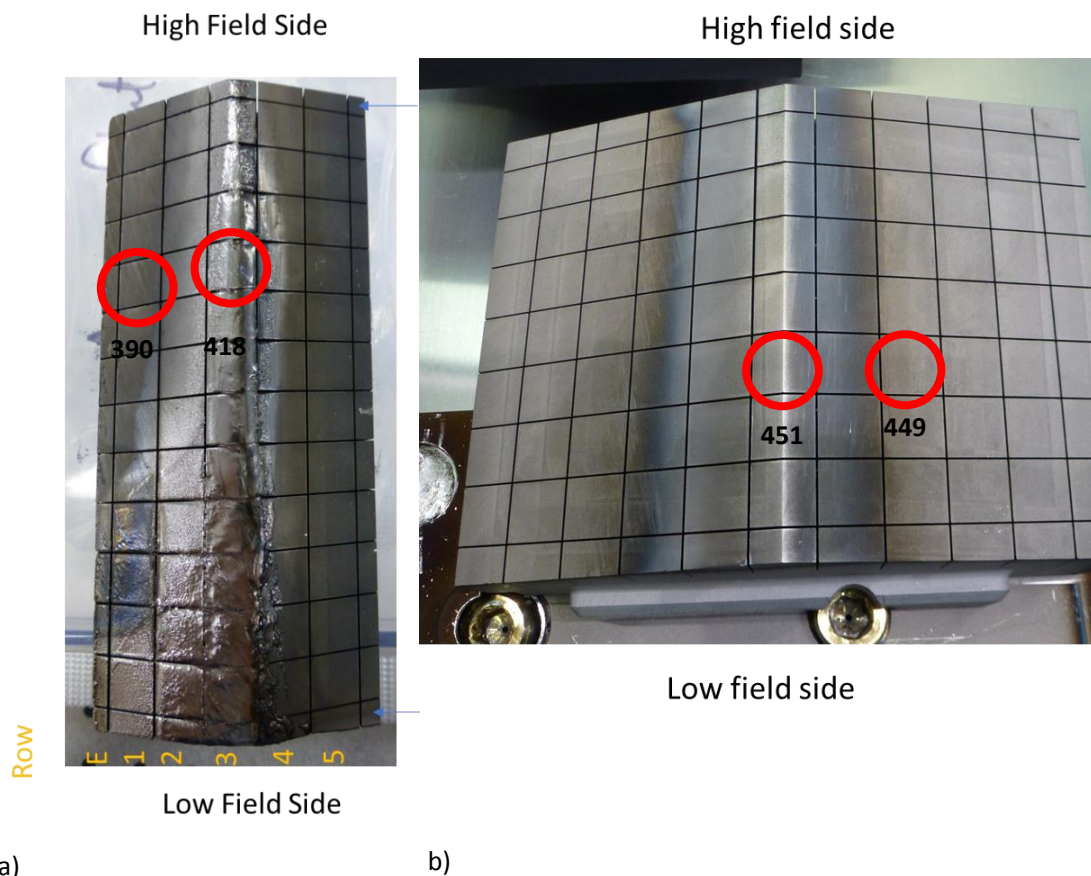 High Field Side
High field side
390
418
451
449
Row
E
1
2
3
4
5
Low Field Side
Low field side
a)
b)